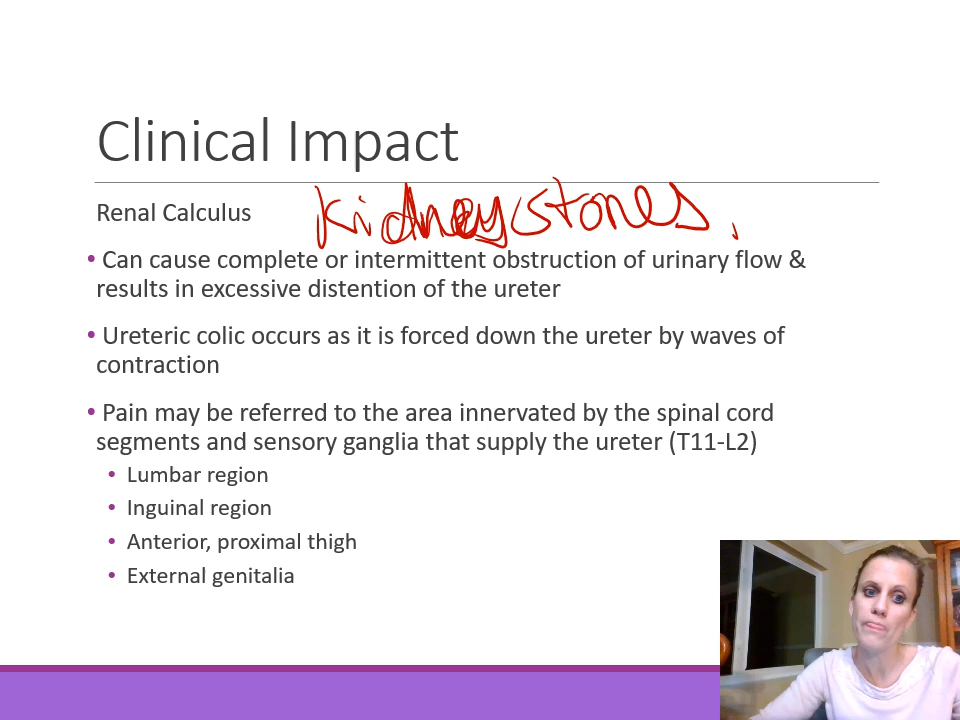 Clinical Impact
Renal Calculus kidney stones.
• Can cause complete or intermittent obstruction of urinary flow &
results in excessive distention of the ureter
• Ureteric colic occurs as it is forced down the ureter by waves of
contraction
• Pain may be referred to the area innervated by the spinal cord
segments and sensory ganglia that supply the ureter (T11-L2)
• Lumbar region
• Inguinal region
• Anterior, proximal thigh
• External genitalia